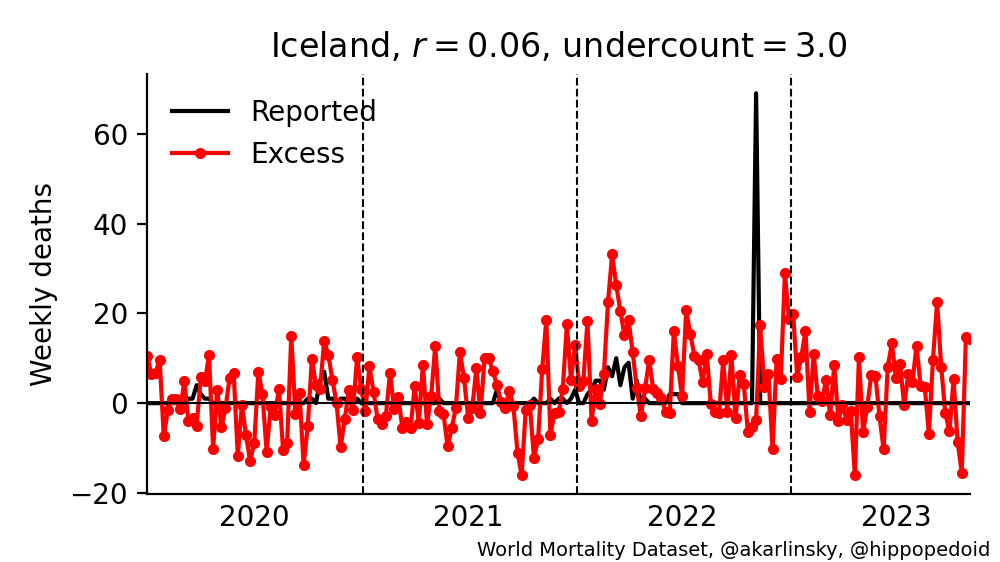 Iceland, r = 0.06, undercount = 3.0
Reported
Excess
Weekly deaths
60
40
20
0
−20
2020 2021 2022 2023
World Mortality Dataset, @akarlinsky, @hippopedoid